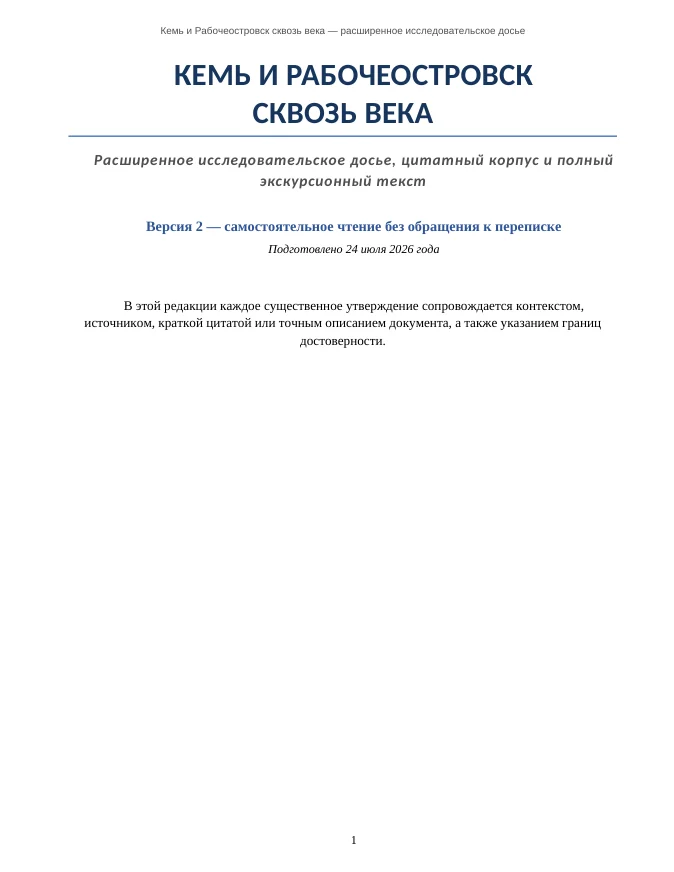 Кемь и Рабочеостровск сквозь века — расширенное исследовательское досье
КЕМЬ И РАБОЧЕОСТРОВСК
СКВОЗЬ ВЕКА
Расширенное исследовательское досье, цитатный корпус и полный
экскурсионный текст
Версия 2 — самостоятельное чтение без обращения к переписке
Подготовлено 24 июля 2026 года
В этой редакции каждое существенное утверждение сопровождается контекстом,
источником, краткой цитатой или точным описанием документа, а также указанием границ
достоверности.
1